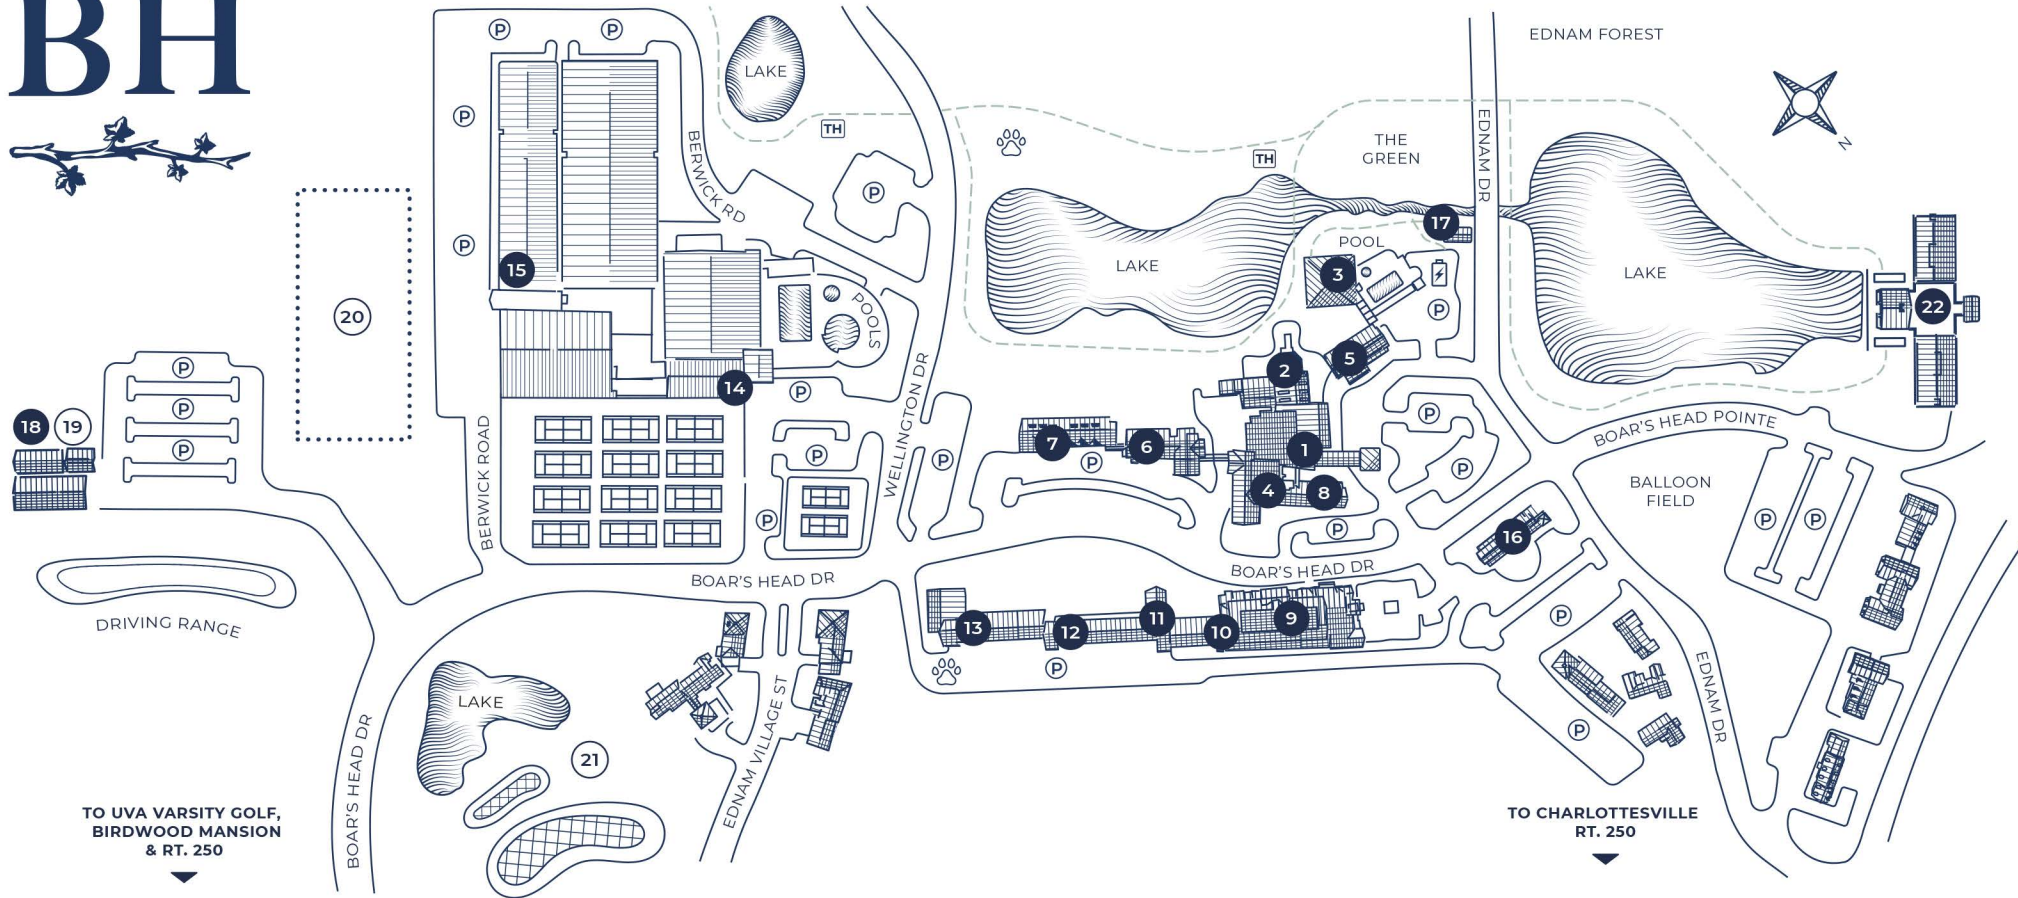 BH
P
P
LAKE
EDNAM FOREST
N
P
TH
BERWICK RD
THE
GREEN
EDNAM DR
TH
P
P
15
20
POOLS
LAKE
17
POOL
3
P
LAKE
22
P
P
P
18
19
14
P
WELLINGTON DR
2
5
P
P
BOAR'S HEAD POINTE
BERWICK ROAD
P
P
P
7
P
6
1
4
8
P
BALLOON
FIELD
P
P
16
BOAR'S HEAD DR
BOAR'S HEAD DR
DRIVING RANGE
13
12
11
10
9
P
P
P
EDNAM DR
LAKE
21
BOAR'S HEAD DR
EDNAM VILLAGE ST
TO UVA VARSITY GOLF,
BIRDWOOD MANSION
& RT. 250
TO CHARLOTTESVILLE
RT. 250